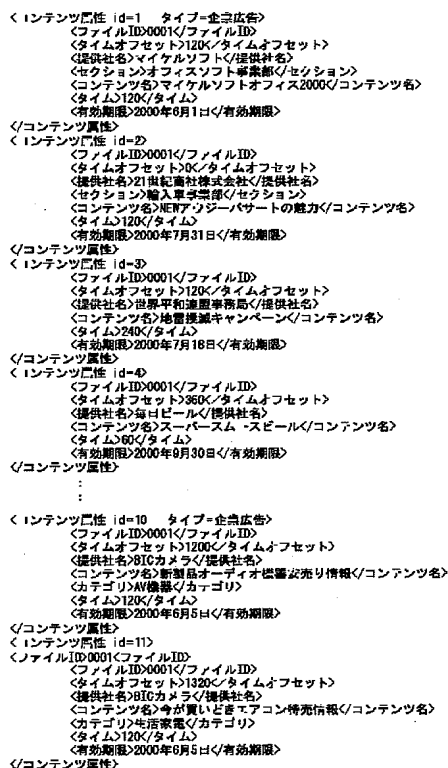 <コンテンツ属性 id=1 タイプ=企業広告>
<ファイルID>0001</ファイルID>
<タイムオフセット>120</タイムオフセット>
<提供社名>マイケルソフト</提供社名>
<セクション>オフィスソフト事業部</セクション>
<コンテンツ名>マイケルソフトオフィス2000</コンテンツ名>
<タイム>120</タイム>
<有効期限>2000年6月1日</有効期限>
</コンテンツ属性>
<コンテンツ属性 id=2>
<ファイルID>0001</ファイルID>
<タイムオフセット>0</タイムオフセット>
<提供社名>21世紀商社株式会社</提供社名>
<セクション>輸入車事業部</セクション>
<コンテンツ名>NEWアウジーパサートの魅力</コンテンツ名>
<タイム>120</タイム>
<有効期限>2000年7月31日</有効期限>
</コンテンツ属性>
<コンテンツ属性 id=3>
<ファイルID>0001</ファイルID>
<タイムオフセット>120</タイムオフセット>
<提供社名>世界平和連盟事務局</提供社名>
<コンテンツ名>地雷撲滅キャンペーン</コンテンツ名>
<タイム>240</タイム>
<有効期限>2000年7月16日</有効期限>
</コンテンツ属性>
<コンテンツ属性 id=4>
<ファイルID>0001</ファイルID>
<タイムオフセット>360</タイムオフセット>
<提供社名>毎日ビール</提供社名>
<コンテンツ名>スーパースムースビール</コンテンツ名>
<タイム>60</タイム>
<有効期限>2000年9月30日</有効期限>
</コンテンツ属性>
:
:
<コンテンツ属性 id=10 タイプ=企業広告>
<ファイルID>0001</ファイルID>
<タイムオフセット>1200</タイムオフセット>
<提供社名>BICカメラ</提供社名>
<コンテンツ名>新製品オーディオ機器安売り情報</コンテンツ名>
<カテゴリ>AV機器</カテゴリ>
<タイム>120</タイム>
<有効期限>2000年6月5日</有効期限>
</コンテンツ属性>
<コンテンツ属性 id=11>
<ファイルID>0001<ファイルID>
<ファイルID>0001</ファイルID>
<タイムオフセット>1320</タイムオフセット>
<提供社名>BICカメラ</提供社名>
<コンテンツ名>今が買いどきエアコン特売情報</コンテンツ名>
<カテゴリ>生活家電</カテゴリ>
<タイム>120</タイム>
<有効期限>2000年6月5日</有効期限>
</コンテンツ属性>